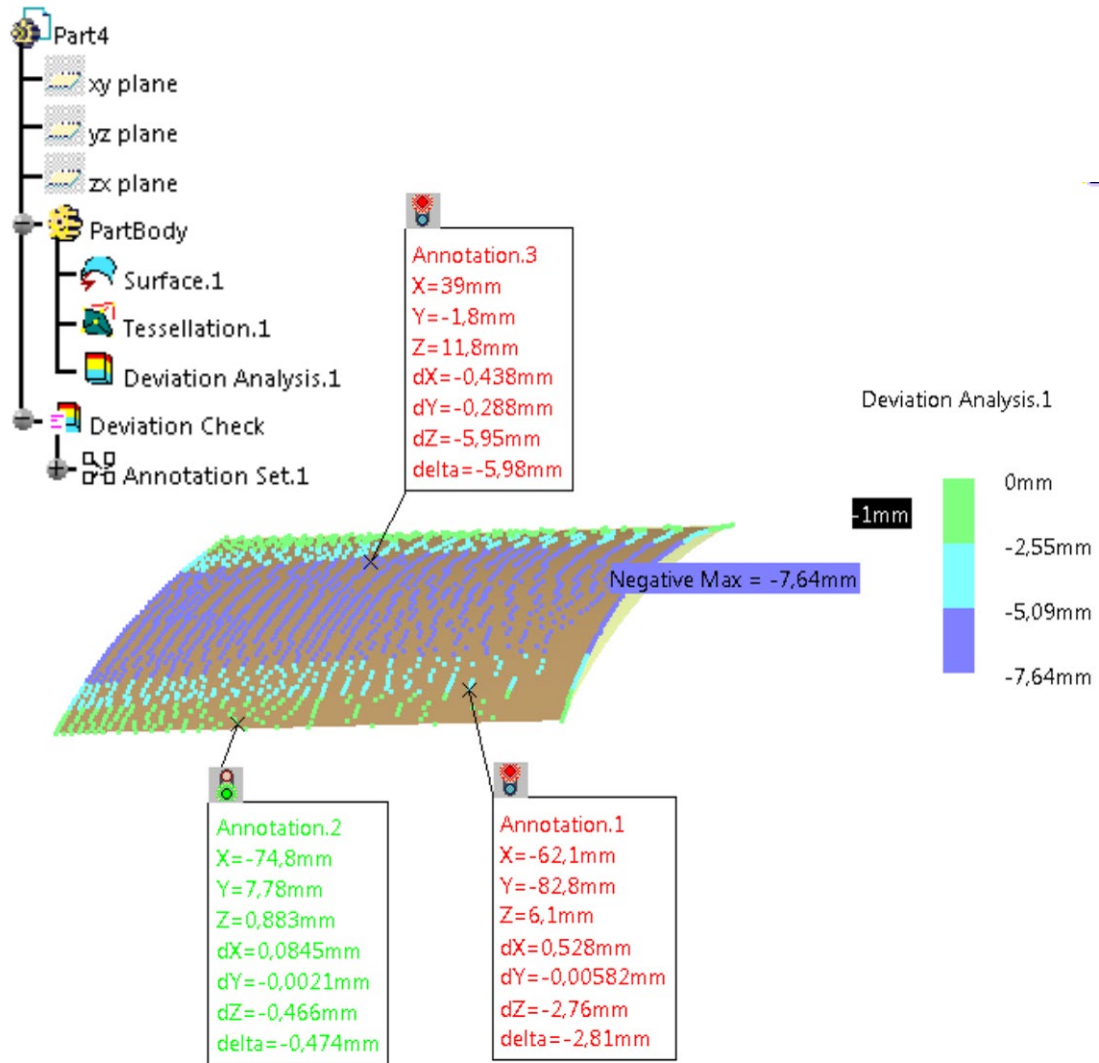 Part4
xy plane
yz plane
zx plane
PartBody
Surface.1
Tessellation.1
Deviation Analysis.1
Deviation Check
Annotation Set.1
Annotation.3
X=39mm
Y=-1,8mm
Z=11,8mm
dX=-0,438mm
dY=-0,288mm
dZ=-5,95mm
delta=-5,98mm
Deviation Analysis.1
0mm
-1mm
-2,55mm
-5,09mm
-7,64mm
Negative Max = -7,64mm
Annotation.2
X=-74,8mm
Y=7,78mm
Z=0,883mm
dX=0,0845mm
dY=-0,0021mm
dZ=-0,466mm
delta=-0,474mm
Annotation.1
X=-62,1mm
Y=-82,8mm
Z=6,1mm
dX=0,528mm
dY=-0,00582mm
dZ=-2,76mm
delta=-2,81mm